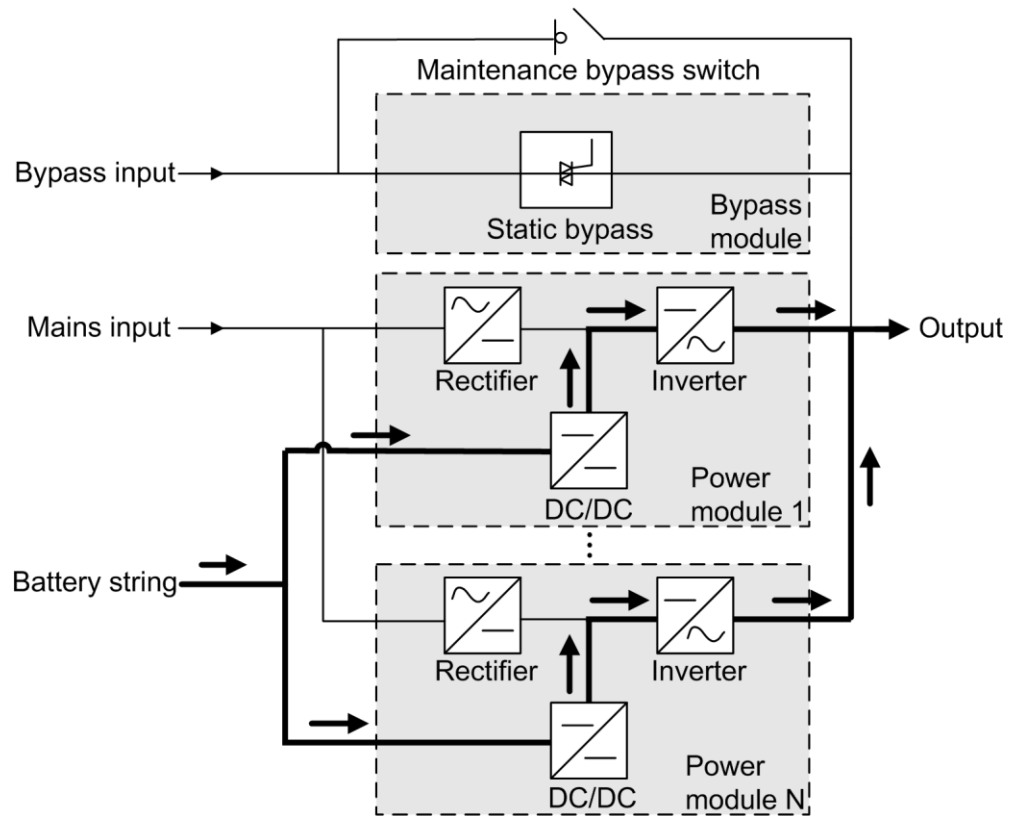 Maintenance bypass switch
Bypass input
Static bypass
Bypass
module
Mains input
Rectifier
Inverter
Output
DC/DC
Power
module 1
Battery string
Rectifier
Inverter
DC/DC
Power
module N